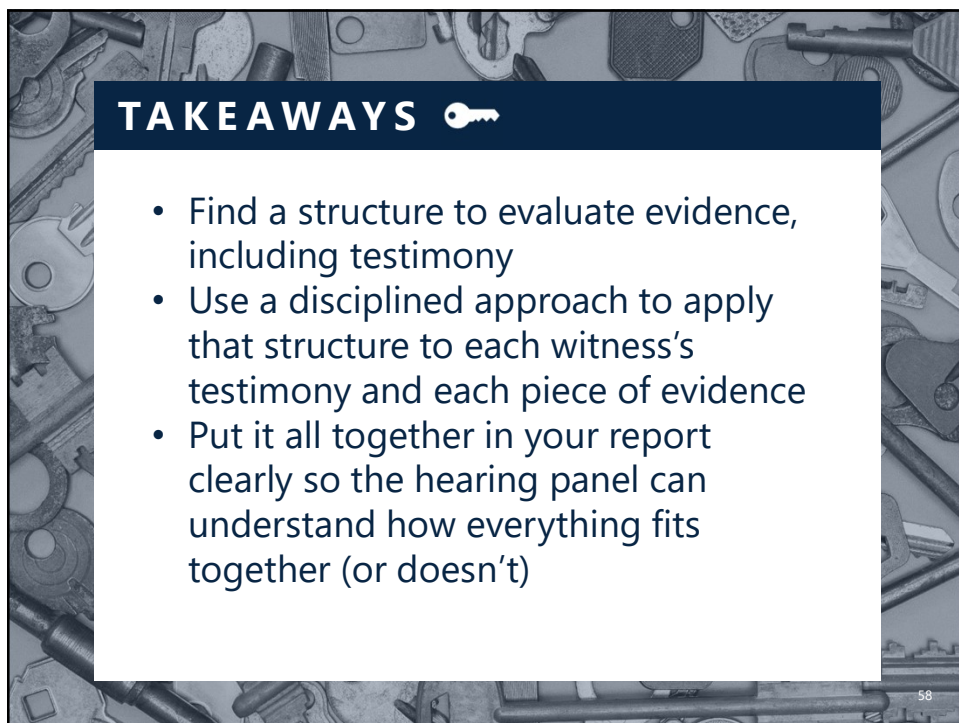 TAKEAWAYS
• Find a structure to evaluate evidence,
including testimony
• Use a disciplined approach to apply
that structure to each witness’s
testimony and each piece of evidence
• Put it all together in your report
clearly so the hearing panel can
understand how everything fits
together (or doesn’t)
58